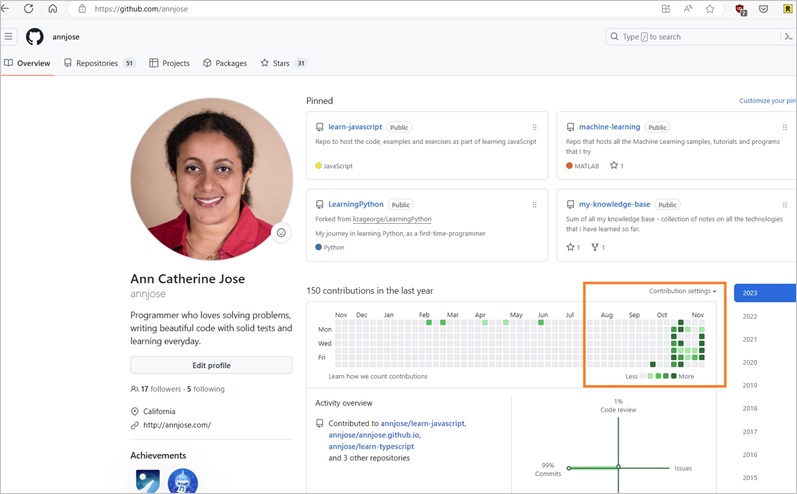 https://github.com/annjose
7
R
annjose
Type / to search
Overview
Repositories 51
Projects
Packages
Stars 31
Pinned
Customize your pin
learn-javascript Public
Repo to host the code, examples and exercises as part of learning JavaScript
JavaScript
machine-learning Public
Repo that hosts all the Machine Learning samples, tutorials and programs
that I try
MATLAB 1
LearningPython Public
Forked from lizageorge/LearningPython
My journey in learning Python, as a first-time-programmer
Python
my-knowledge-base Public
Sum of all my knowledge base - collection of notes on all the technologies
that I have learned so far.
1 1
Ann Catherine Jose
annjose
Programmer who loves solving problems,
writing beautiful code with solid tests and
learning everyday.
Edit profile
17 followers · 5 following
California
http://annjose.com/
Achievements
150 contributions in the last year
Contribution settings
Nov Dec Jan Feb Mar Apr May Jun Jul Aug Sep Oct Nov
Mon
Wed
Fri
Learn how we count contributions
Less More
2023
2022
2021
2020
2019
2018
2017
2016
2015
Activity overview
Contributed to annjose/learn-javascript,
annjose/annjose.github.io,
annjose/learn-typescript
and 3 other repositories
1%
Code review
99%
Commits
Issues